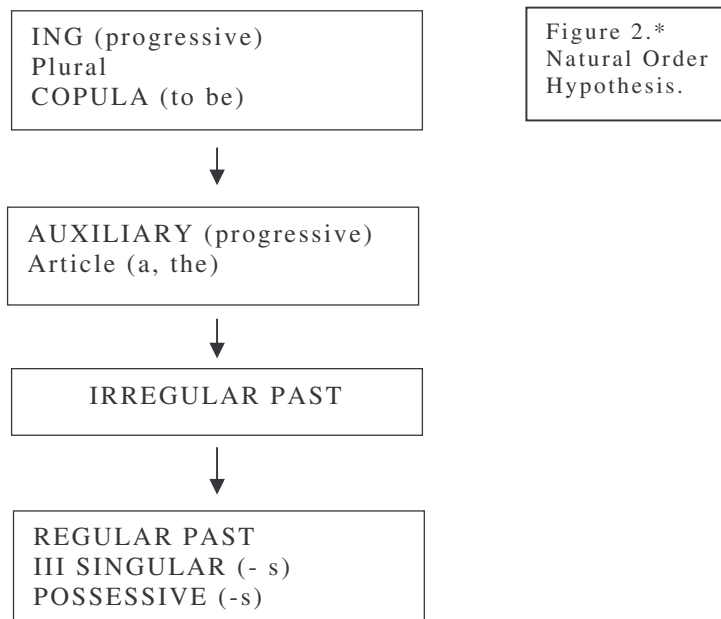 ING (progressive)
Plural
COPULA (to be)
Figure 2.*
Natural Order
Hypothesis.
AUXILIARY (progressive)
Article (a, the)
IRREGULAR PAST
REGULAR PAST
III SINGULAR (- s)
POSSESSIVE (-s)